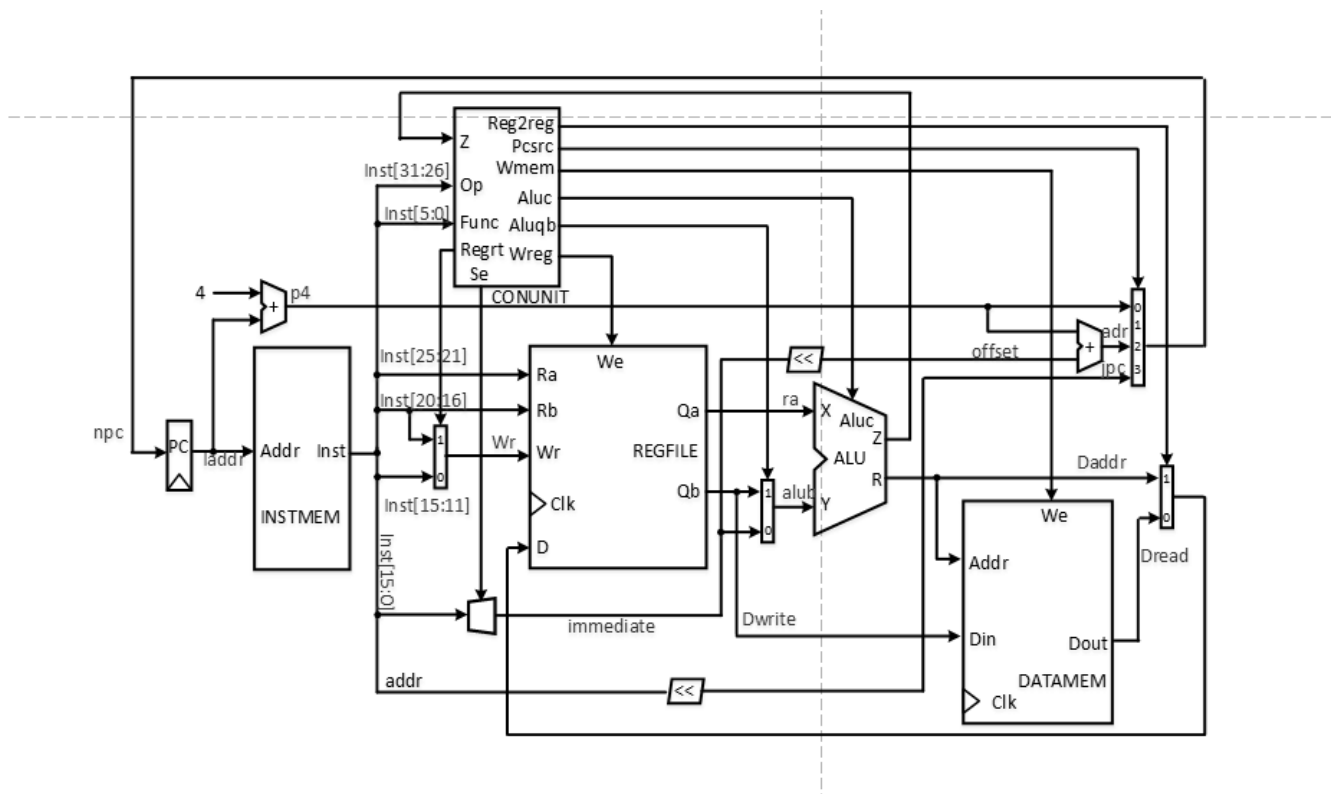 Reg2reg
Pcsrc
Wmem
Aluc
Aluqb
Wreg
Z
Op
Func
Regrt
Se
CONUNIT
Inst[31:26]
Inst[5:0]
4
+
p4
Inst[25:21]
Inst[20:16]
Inst[15:11]
Inst[15:0]
npc
PC
Iaddr
Addr
Inst
INSTMEM
1
0
Wr
We
Ra
Rb
Wr
Clk
D
Qa
Qb
REGFILE
immediate
addr
<<
<<
offset
+
adr
jpc
0
1
2
3
ra
1
0
alub
X
Y
Aluc
Z
ALU
R
Daddr
1
0
Dread
Dwrite
We
Addr
Din
Dout
DATAMEM
Clk